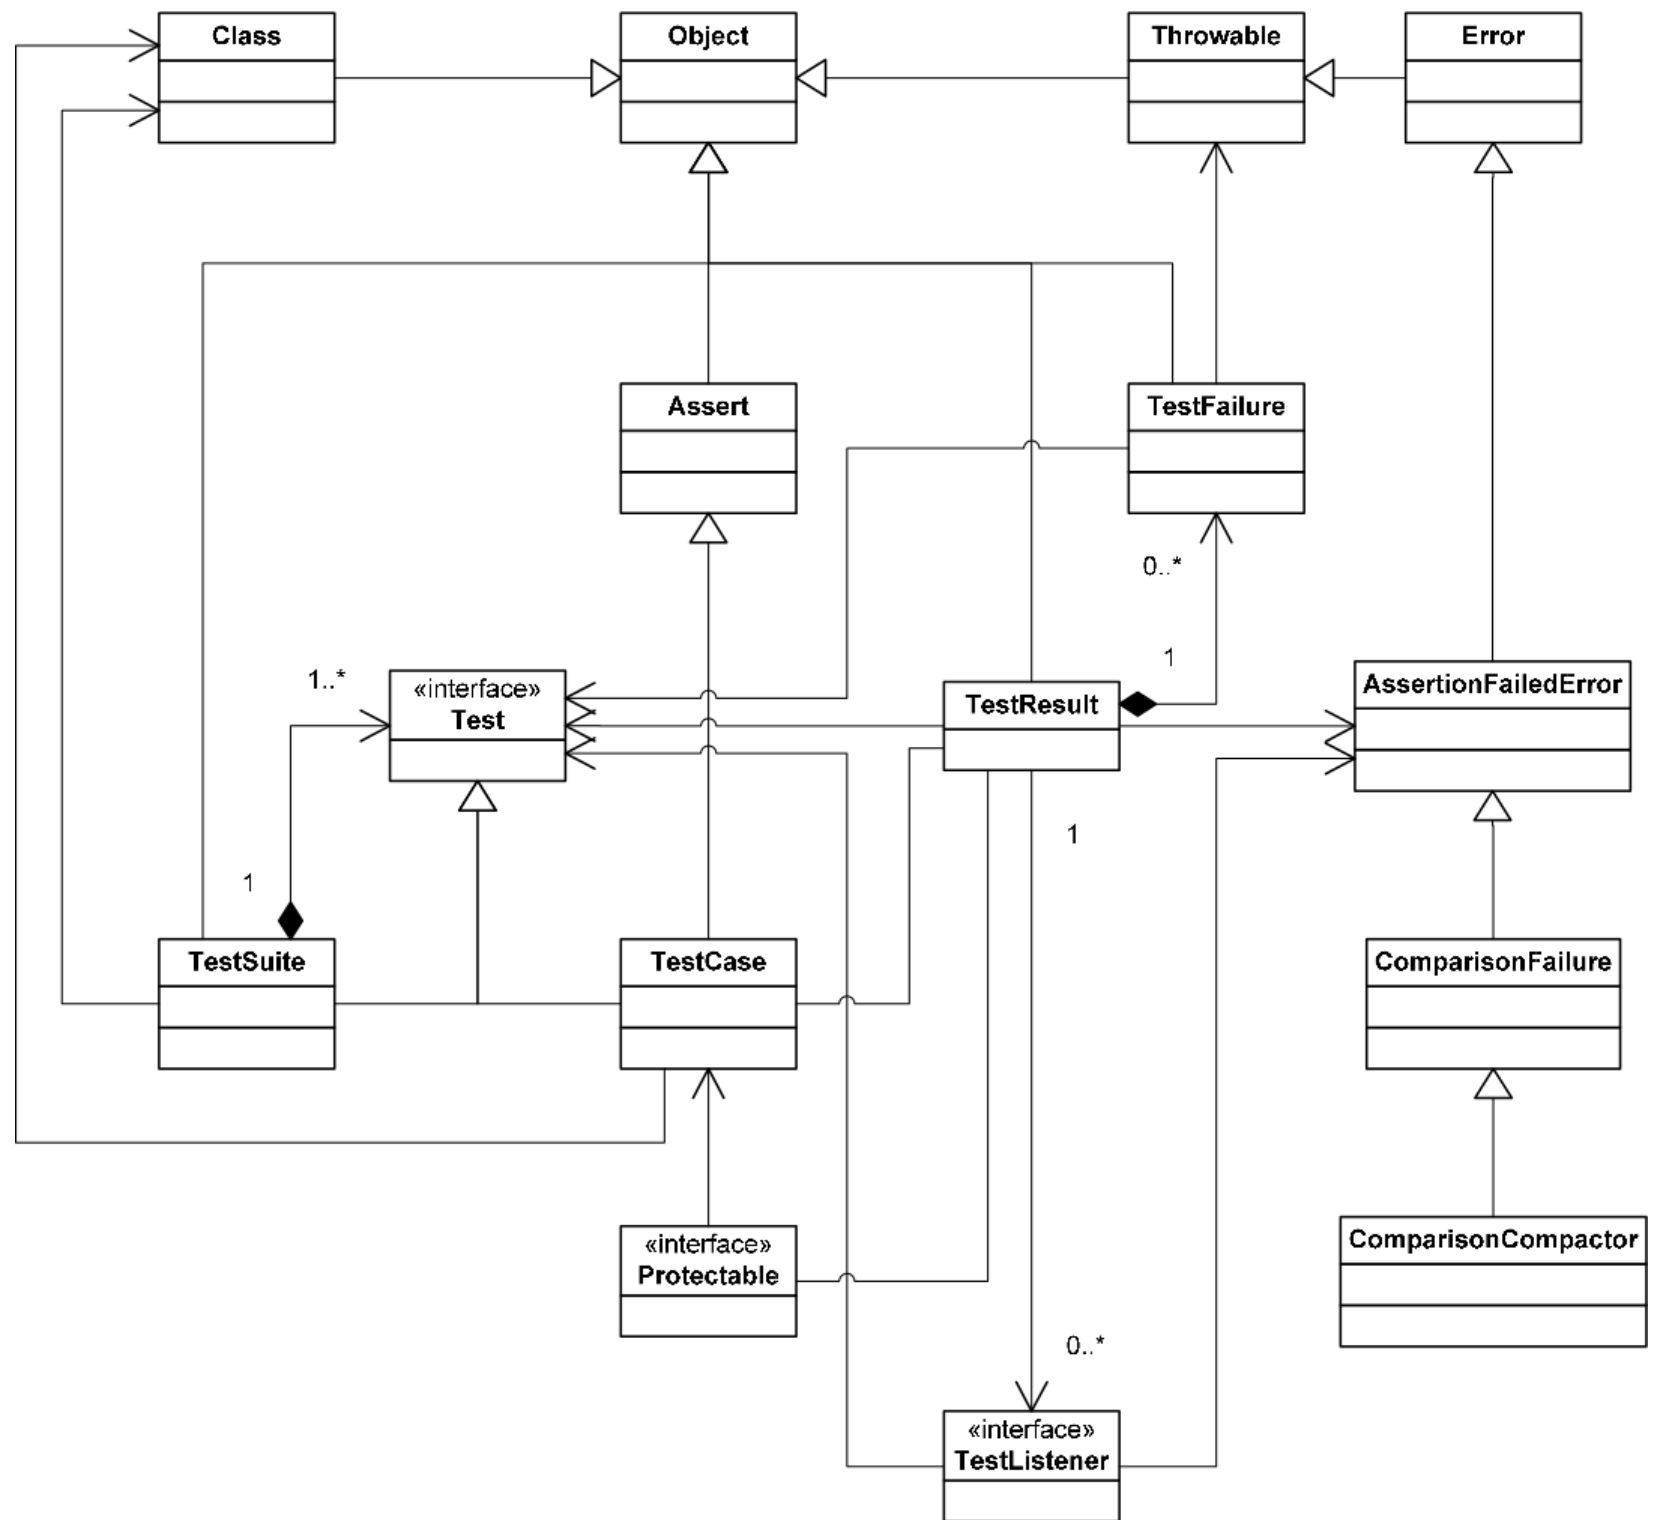 Class
Object
Throwable
Error
Assert
TestFailure
0..*
1
1..*
«interface»
Test
TestResult
AssertionFailedError
1
1
TestSuite
TestCase
ComparisonFailure
«interface»
Protectable
ComparisonCompactor
0..*
«interface»
TestListener